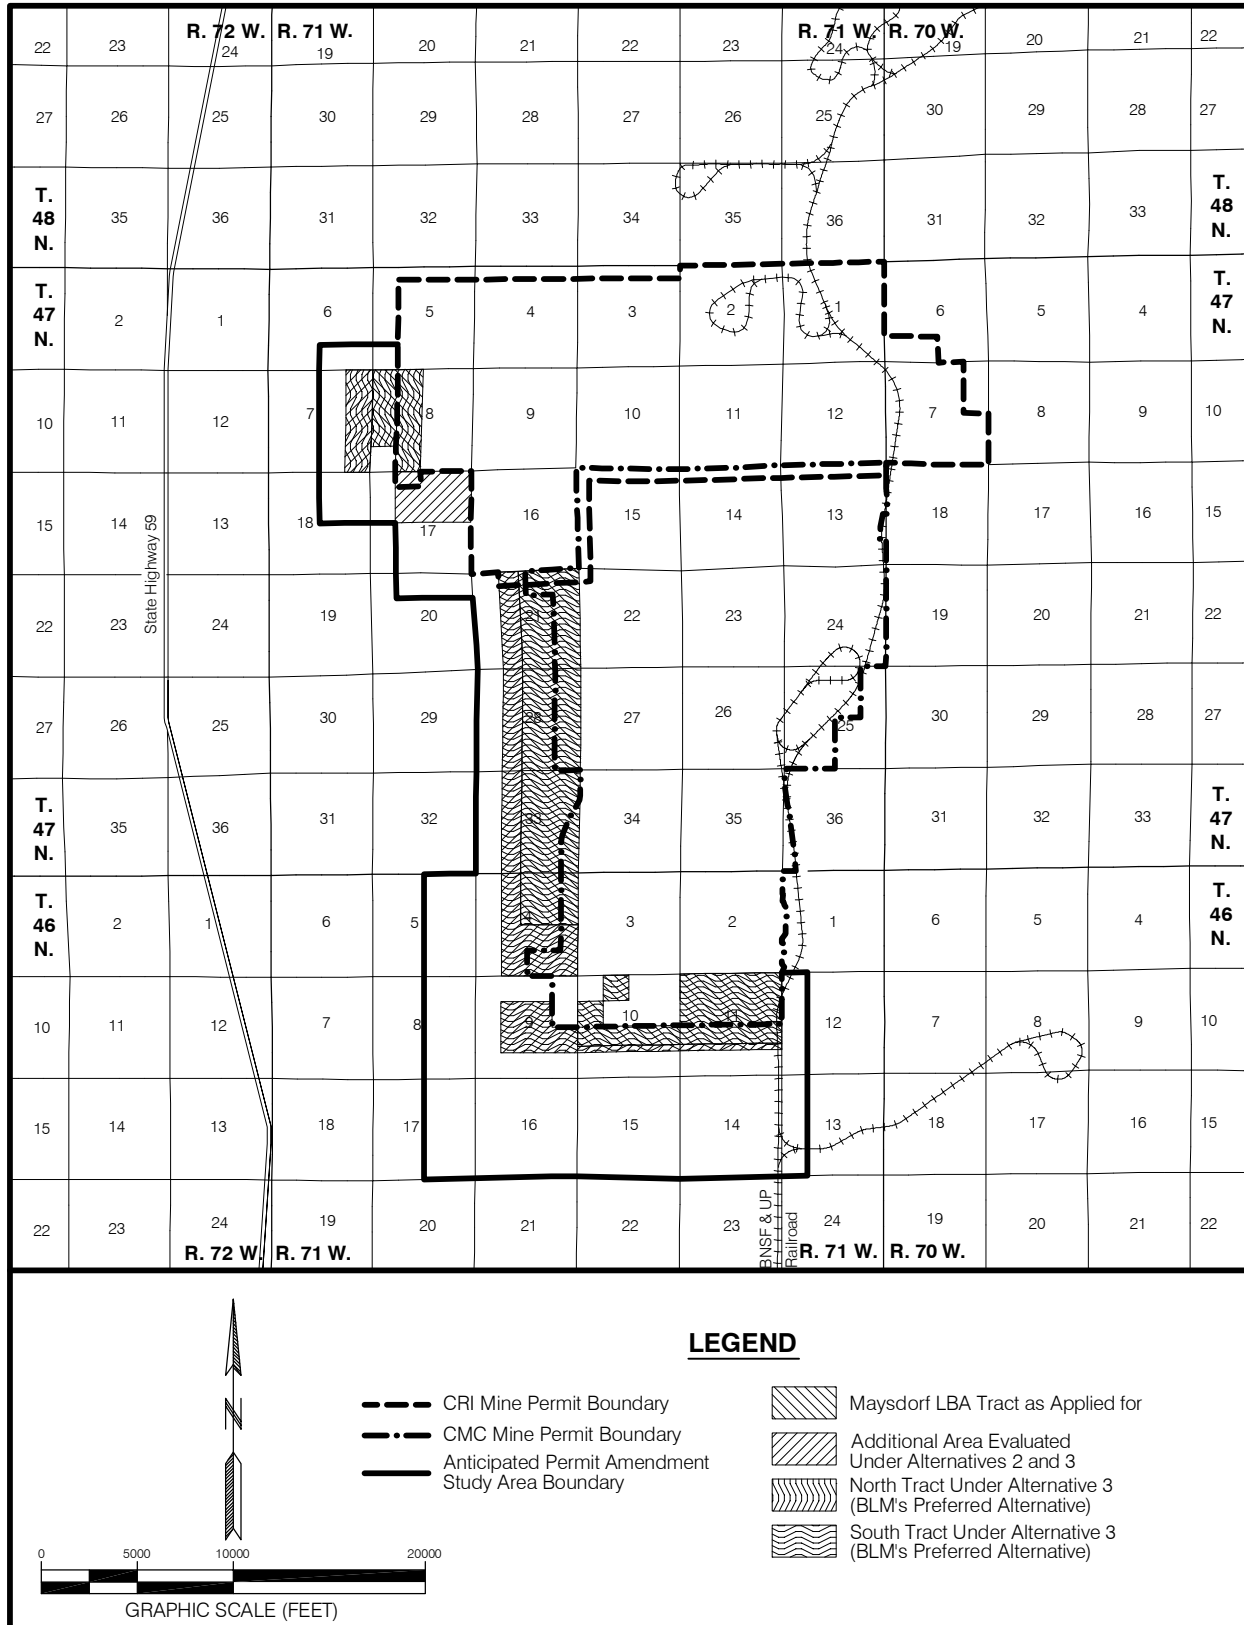 R. 72 W. R. 71 W. R. 71 W. R. 70 W.
22 23 24 19 20 21 22 23 24 19 20 21 22
27 26 25 30 29 28 27 26 25 30 29 28 27
T. 48 N. 35 36 31 32 33 34 35 36 31 32 33 T. 48 N.
T. 47 N. 2 1 6 5 4 3 2 1 6 5 4 T. 47 N.
10 11 12 7 8 9 10 11 12 7 8 9 10
15 14 13 18 17 16 15 14 13 18 17 16 15
State Highway 59
22 23 24 19 20 21 22 23 24 19 20 21 22
27 26 25 30 29 28 27 26 25 30 29 28 27
T. 47 N. 35 36 31 32 33 34 35 36 31 32 33 T. 47 N.
T. 46 N. 2 1 6 5 4 3 2 1 6 5 4 T. 46 N.
10 11 12 7 8 9 10 11 12 7 8 9 10
15 14 13 18 17 16 15 14 13 18 17 16 15
22 23 24 19 20 21 22 23 24 19 20 21 22
BNSF & UP
Railroad
R. 72 W. R. 71 W. R. 71 W. R. 70 W.
LEGEND
CRI Mine Permit Boundary
CMC Mine Permit Boundary
Anticipated Permit Amendment
Study Area Boundary
Maysdorf LBA Tract as Applied for
Additional Area Evaluated
Under Alternatives 2 and 3
North Tract Under Alternative 3
(BLM's Preferred Alternative)
South Tract Under Alternative 3
(BLM's Preferred Alternative)
N
0 5000 10000 20000
GRAPHIC SCALE (FEET)